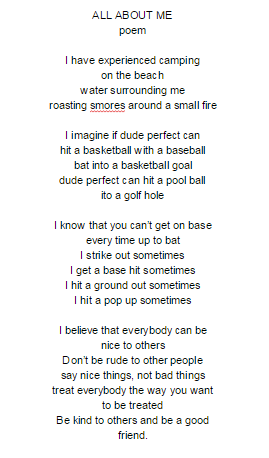 ALL ABOUT ME
poem
I have experienced camping
on the beach
water surrounding me
roasting smores around a small fire
I imagine if dude perfect can
hit a basketball with a baseball
bat into a basketball goal
dude perfect can hit a pool ball
ito a golf hole
I know that you can't get on base
every time up to bat
I strike out sometimes
I get a base hit sometimes
I hit a ground out sometimes
I hit a pop up sometimes
I believe that everybody can be
nice to others
Don't be rude to other people
say nice things, not bad things
treat everybody the way you want
to be treated
Be kind to others and be a good
friend.